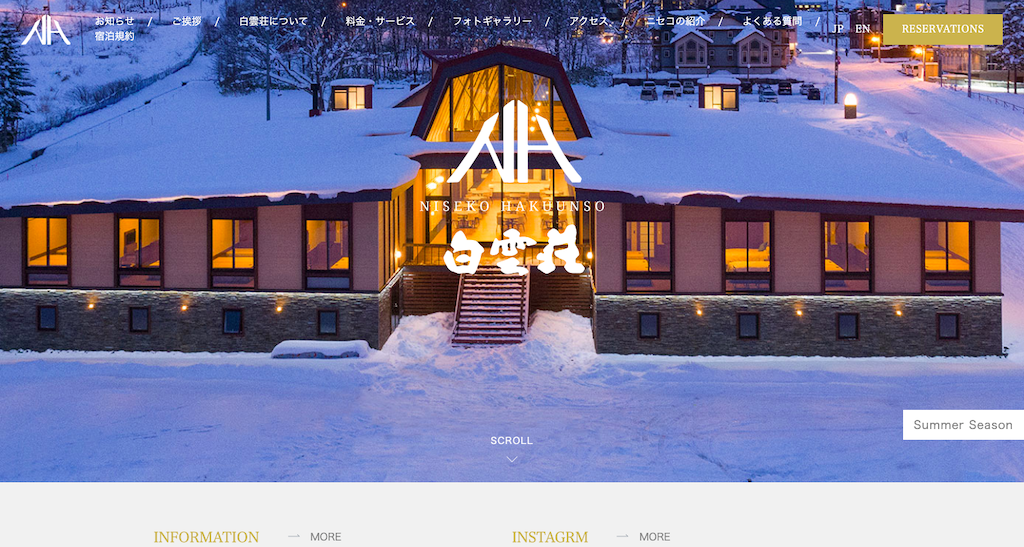 お知らせ / ご挨拶 / 白雲荘について / 料金・サービス / フォトギャラリー / アクセス / ニセコの紹介 / よくある質問 /
宿泊規約
JP EN RESERVATIONS
NISEKO HAKUUNSO
白雲荘
Summer Season
SCROLL
INFORMATION MORE
INSTAGRM MORE